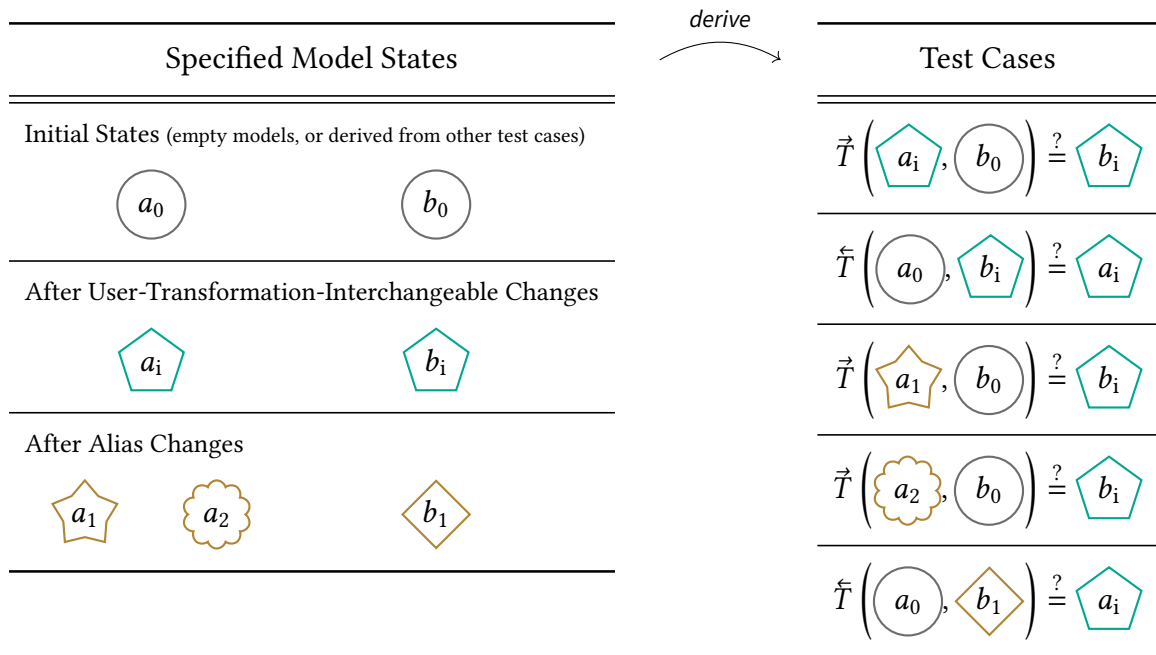 derive
Specified Model States
Initial States (empty models, or derived from other test cases)
a₀ b₀
After User-Transformation-Interchangeable Changes
aᵢ bᵢ
After Alias Changes
a₁ a₂ b₁
Test Cases
T⃗ (aᵢ, b₀) ≟ bᵢ
T⃖ (a₀, bᵢ) ≟ aᵢ
T⃗ (a₁, b₀) ≟ bᵢ
T⃗ (a₂, b₀) ≟ bᵢ
T⃖ (a₀, b₁) ≟ aᵢ